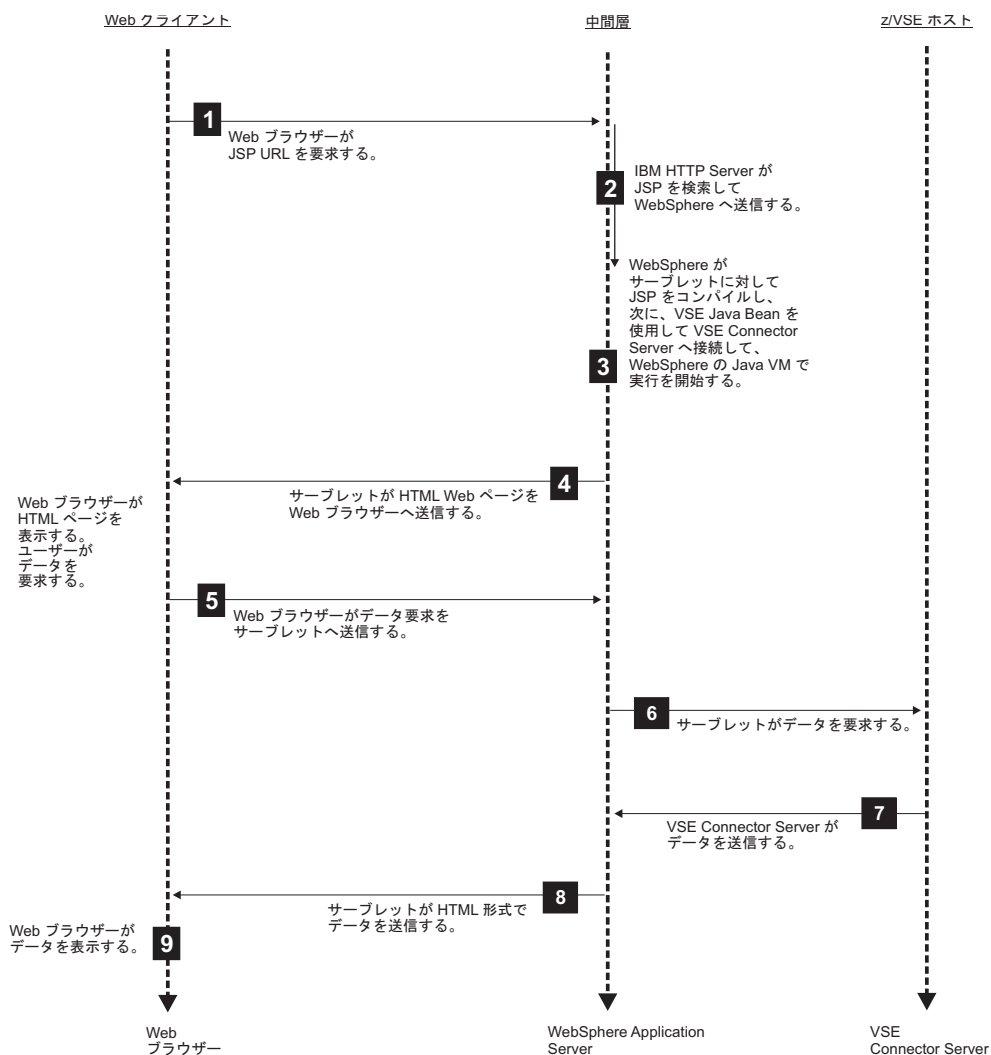 Web クライアント
中間層
z/VSE ホスト
1
Web ブラウザーが
JSP URL を要求する。
2
IBM HTTP Server が
JSP を検索して
WebSphere へ送信する。
3
WebSphere が
サーブレットに対して
JSP をコンパイルし、
次に、VSE Java Bean を
使用して VSE Connector
Server へ接続して、
WebSphere の Java VM で
実行を開始する。
4
サーブレットが HTML Web ページを
Web ブラウザーへ送信する。
Web ブラウザーが
HTML ページを
表示する。
ユーザーが
データを
要求する。
5
Web ブラウザーがデータ要求を
サーブレットへ送信する。
6
サーブレットがデータを要求する。
7
VSE Connector Server が
データを送信する。
8
サーブレットが HTML 形式で
データを送信する。
Web ブラウザーが
データを表示する。
9
Web
ブラウザー
WebSphere Application
Server
VSE
Connector Server